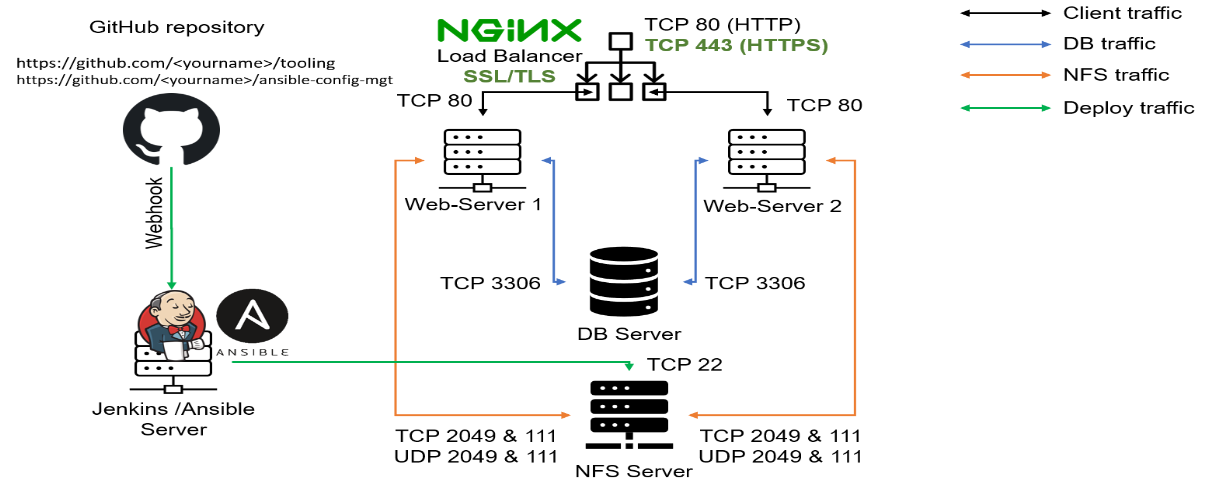 GitHub repository
https://github.com/<yourname>/tooling
https://github.com/<yourname>/ansible-config-mgt
Webhook
ANSIBLE
Jenkins /Ansible
Server
NGiNX
Load Balancer
SSL/TLS
TCP 80 (HTTP)
TCP 443 (HTTPS)
TCP 80
TCP 80
Web-Server 1
Web-Server 2
TCP 3306
TCP 3306
DB Server
TCP 22
TCP 2049 & 111
UDP 2049 & 111
NFS Server
TCP 2049 & 111
UDP 2049 & 111
Client traffic
DB traffic
NFS traffic
Deploy traffic